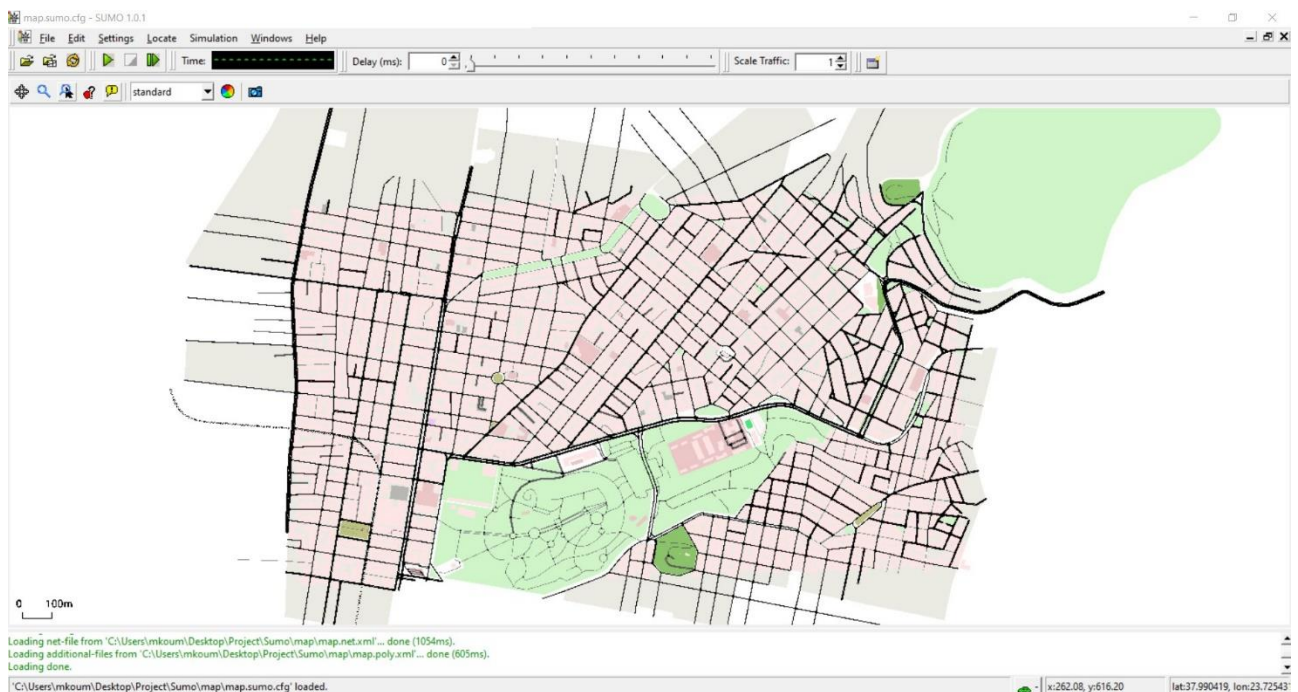 map.sumo.cfg - SUMO 1.0.1
File Edit Settings Locate Simulation Windows Help
Time: Delay (ms): 0 Scale Traffic: 1
standard
0 100m
Loading net-file from 'C:\Users\mkoum\Desktop\Project\Sumo\map\map.net.xml'... done (1054ms).
Loading additional-files from 'C:\Users\mkoum\Desktop\Project\Sumo\map\map.poly.xml'... done (605ms).
Loading done.
'C:\Users\mkoum\Desktop\Project\Sumo\map\map.sumo.cfg' loaded. x:262.08, y:616.20 lat:37.990419, lon:23.72543